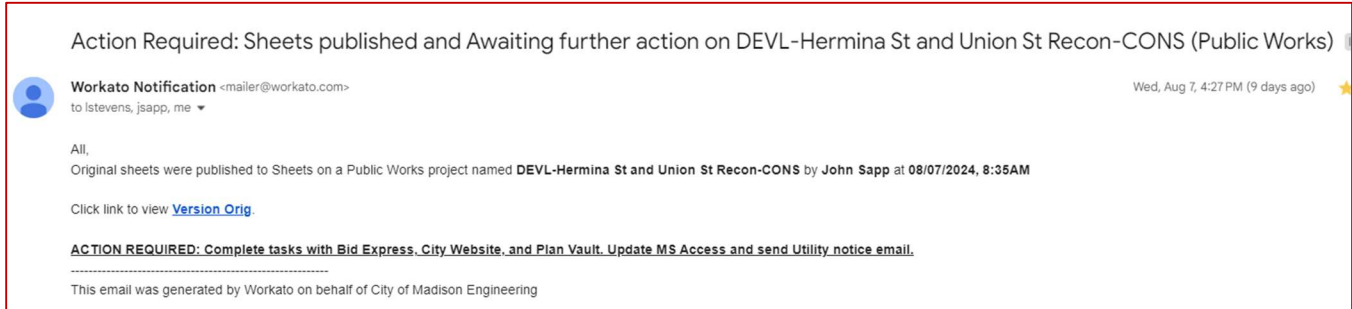 Action Required: Sheets published and Awaiting further action on DEVL-Hermina St and Union St Recon-CONS (Public Works)
Workato Notification <mailer@workato.com>
Wed, Aug 7, 4:27 PM (9 days ago)
to lstevens, jsapp, me
All,
Original sheets were published to Sheets on a Public Works project named DEVL-Hermina St and Union St Recon-CONS by John Sapp at 08/07/2024, 8:35AM
Click link to view Version Orig.
ACTION REQUIRED: Complete tasks with Bid Express, City Website, and Plan Vault. Update MS Access and send Utility notice email.
------------------------------------------------------------
This email was generated by Workato on behalf of City of Madison Engineering